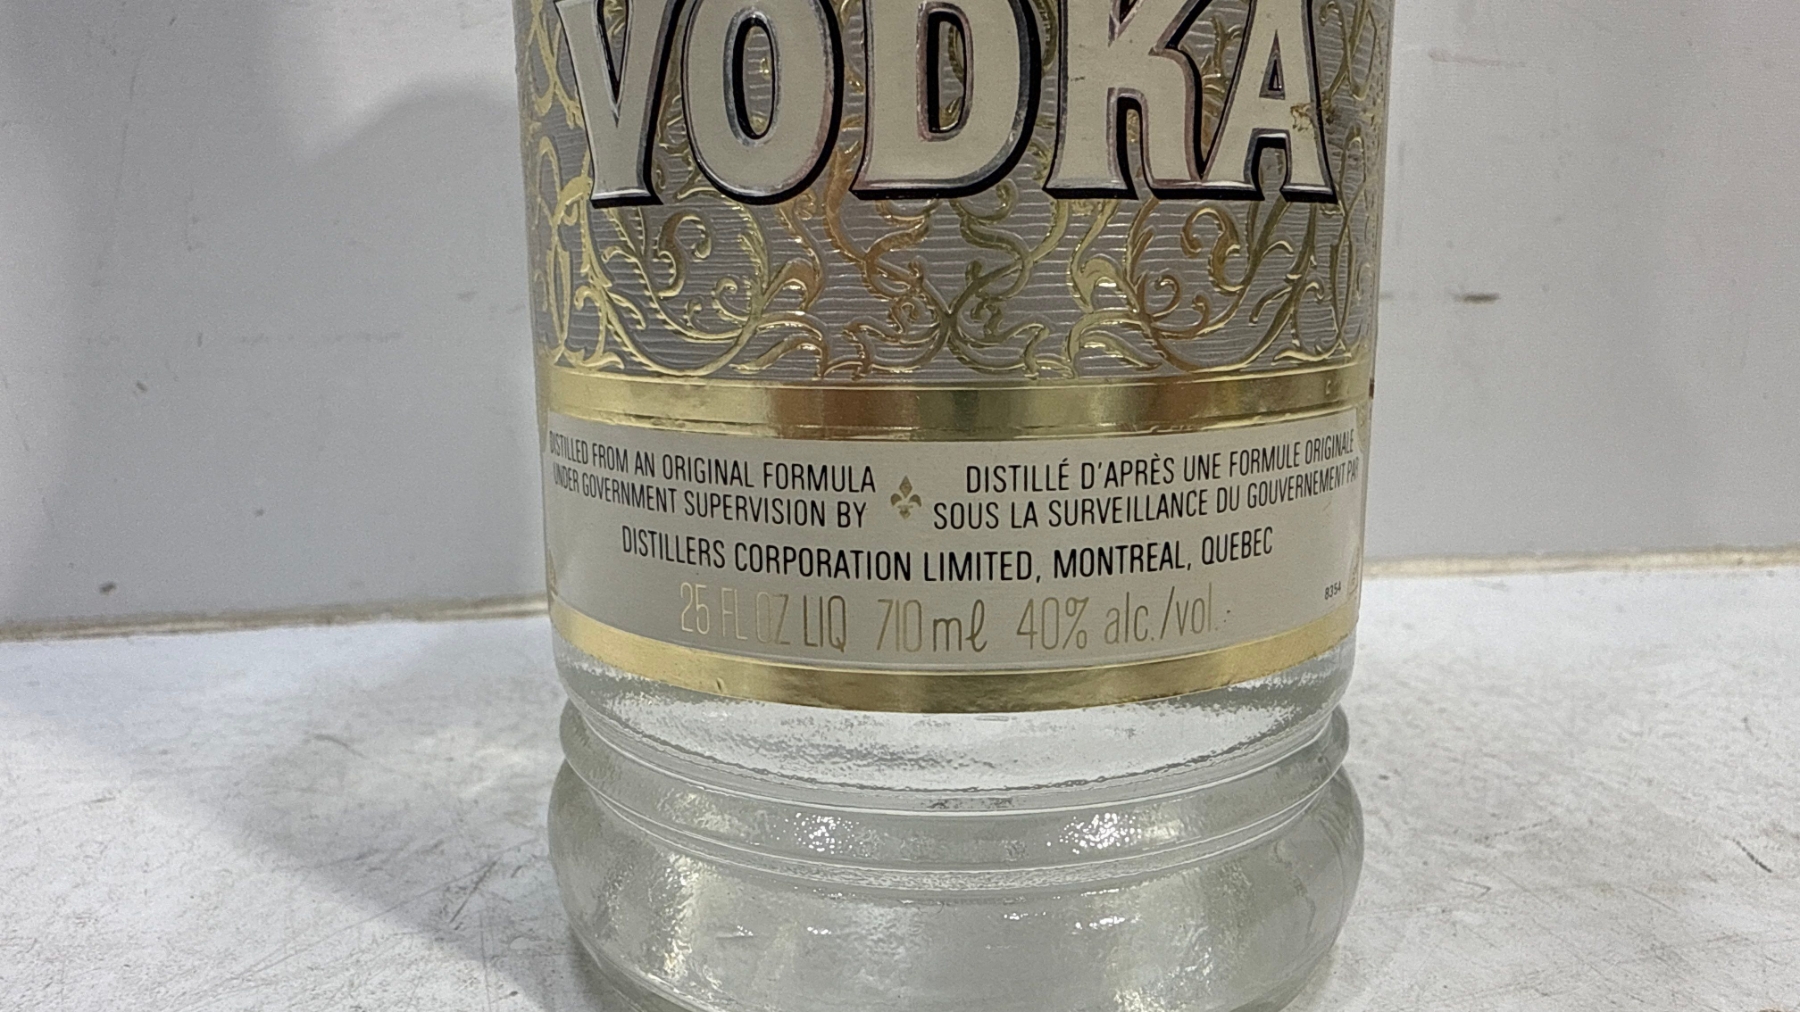 VODKA
DISTILLED FROM AN ORIGINAL FORMULA
UNDER GOVERNMENT SUPERVISION BY
DISTILLÉ D'APRÈS UNE FORMULE ORIGINALE
SOUS LA SURVEILLANCE DU GOUVERNEMENT PAR
DISTILLERS CORPORATION LIMITED, MONTREAL, QUEBEC
25 FL OZ LIQ 710 ml 40% alc./vol.
8354